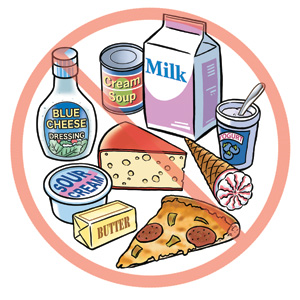 Cream
Soup
Milk
BLUE
CHEESE
DRESSING
YOGURT
SOUR
CREAM
BUTTER